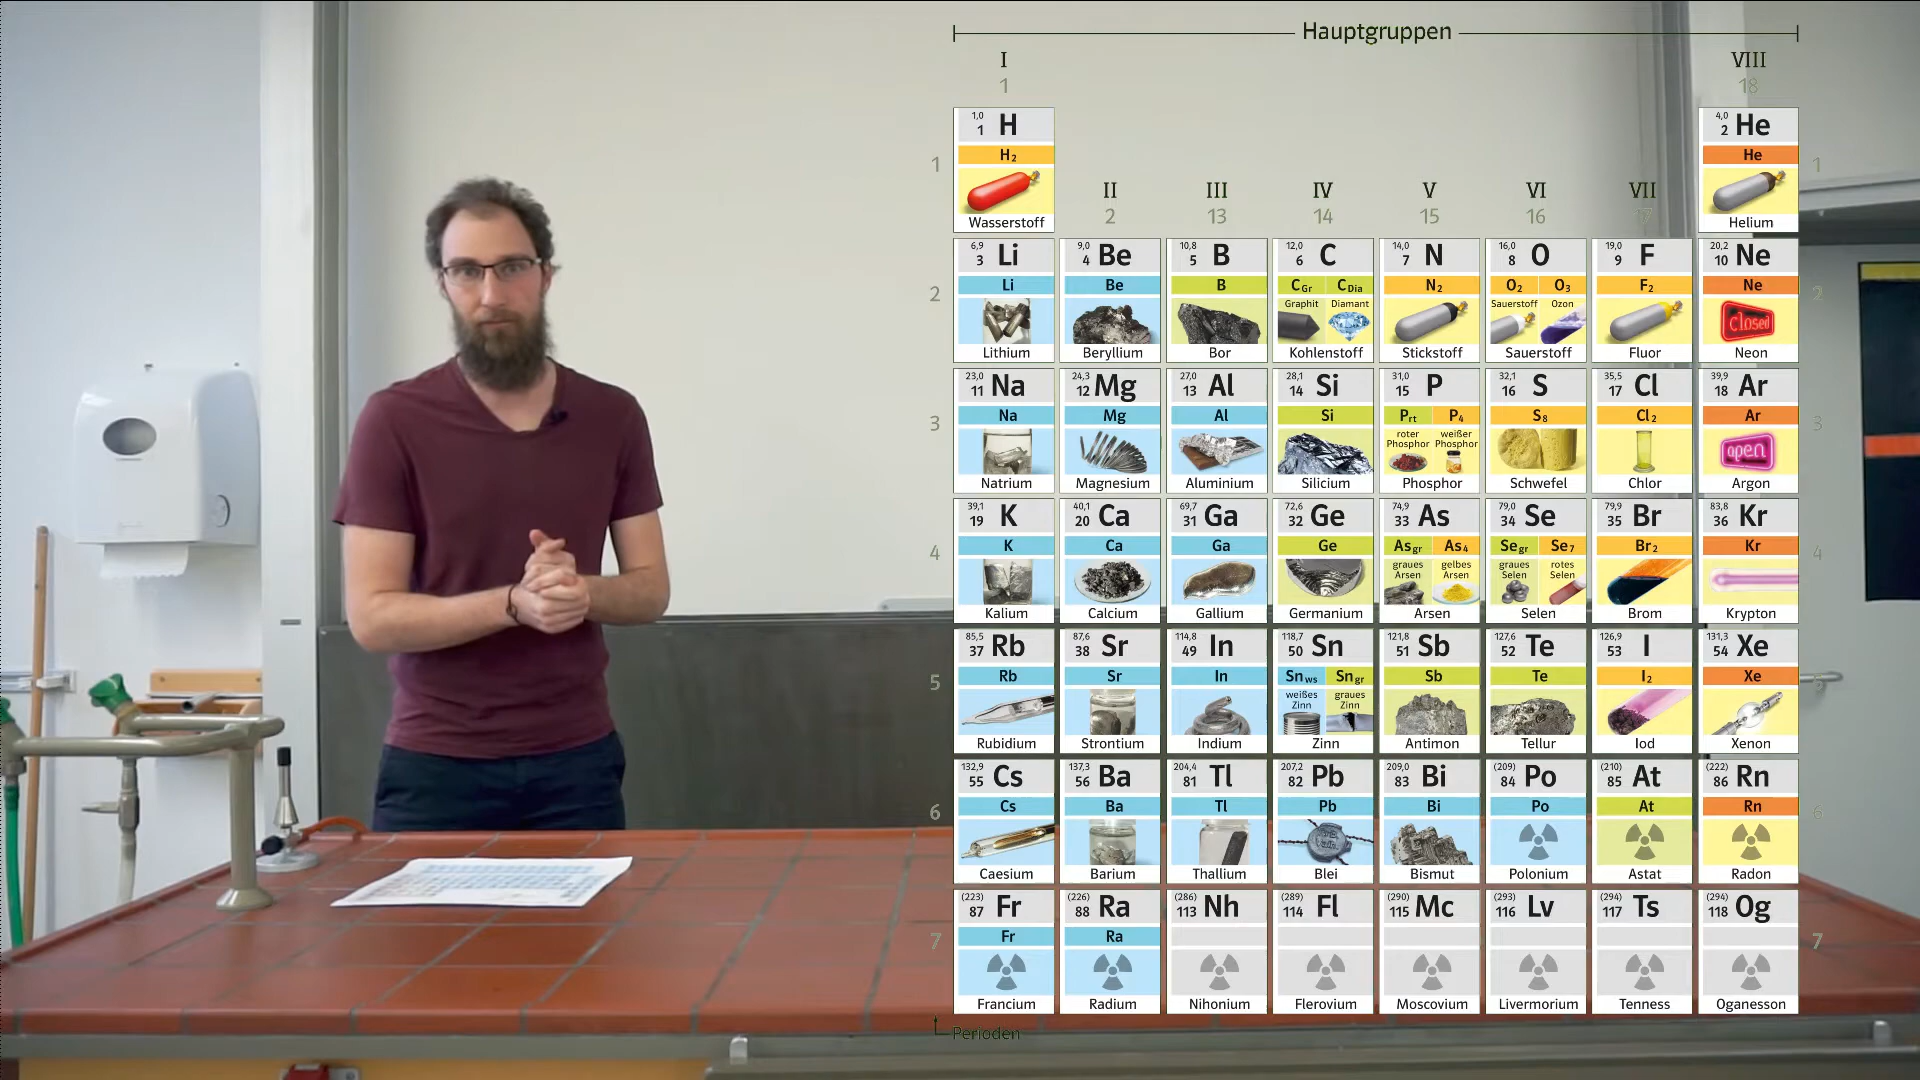 Hauptgruppen
I VIII
1 18
1,0 1 H 4,0 2 He
H2 He
1 1
II III IV V VI VII
2 13 14 15 16 17
Wasserstoff Helium
6,9 3 Li 9,0 4 Be 10,8 5 B 12,0 6 C 14,0 7 N 16,0 8 O 19,0 9 F 20,2 10 Ne
Li Be B CGr CDia N2 O2 O3 F2 Ne
2 2
Graphit Diamant Sauerstoff Ozon
closed
Lithium Beryllium Bor Kohlenstoff Stickstoff Sauerstoff Fluor Neon
23,0 11 Na 24,3 12 Mg 27,0 13 Al 28,1 14 Si 31,0 15 P 32,1 16 S 35,5 17 Cl 39,9 18 Ar
Na Mg Al Si Prt P4 S8 Cl2 Ar
3 3
roter Phosphor weißer Phosphor
open
Natrium Magnesium Aluminium Silicium Phosphor Schwefel Chlor Argon
39,1 19 K 40,1 20 Ca 69,7 31 Ga 72,6 32 Ge 74,9 33 As 79,0 34 Se 79,9 35 Br 83,8 36 Kr
K Ca Ga Ge Asgr As4 Segr Se7 Br2 Kr
4 4
graues Arsen gelbes Arsen graues Selen rotes Selen
Kalium Calcium Gallium Germanium Arsen Selen Brom Krypton
85,5 37 Rb 87,6 38 Sr 114,8 49 In 118,7 50 Sn 121,8 51 Sb 127,6 52 Te 126,9 53 I 131,3 54 Xe
Rb Sr In Snws Sngr Sb Te I2 Xe
5 5
weißes Zinn graues Zinn
Rubidium Strontium Indium Zinn Antimon Tellur Iod Xenon
132,9 55 Cs 137,3 56 Ba 204,4 81 Tl 207,2 82 Pb 209,0 83 Bi (209) 84 Po (210) 85 At (222) 86 Rn
Cs Ba Tl Pb Bi Po At Rn
6 6
Caesium Barium Thallium Blei Bismut Polonium Astat Radon
(223) 87 Fr (226) 88 Ra (286) 113 Nh (289) 114 Fl (290) 115 Mc (293) 116 Lv (294) 117 Ts (294) 118 Og
Fr Ra
7 7
Francium Radium Nihonium Flerovium Moscovium Livermorium Tenness Oganesson
Perioden